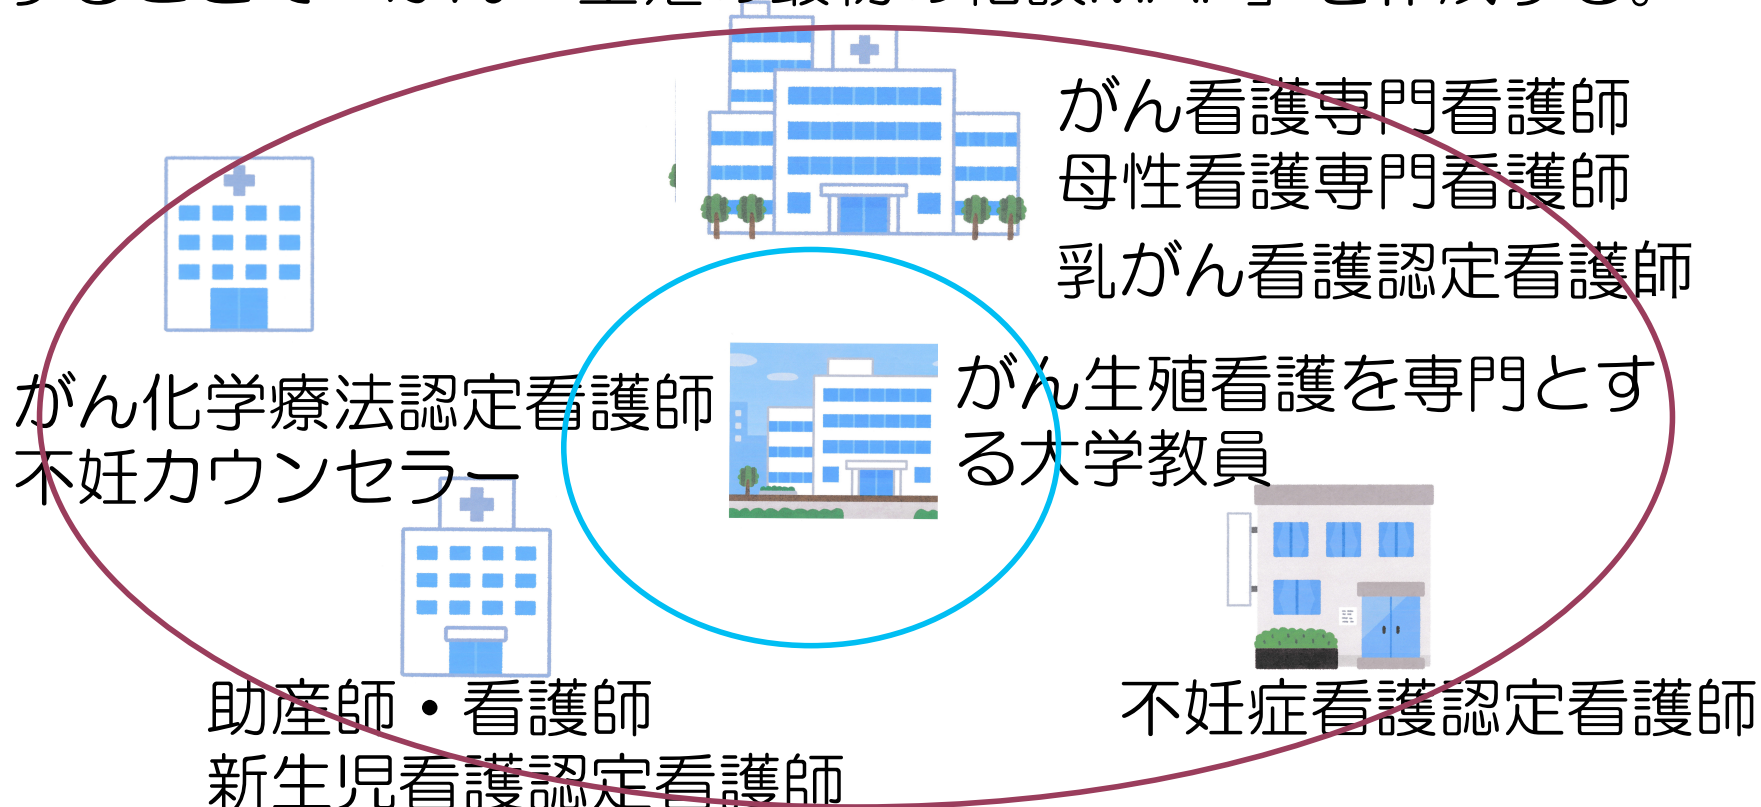 がん看護専門看護師
母性看護専門看護師
乳がん看護認定看護師
がん化学療法認定看護師
不妊カウンセラー
がん生殖看護を専門とす
る大学教員
助産師・看護師
新生児看護認定看護師
不妊症看護認定看護師